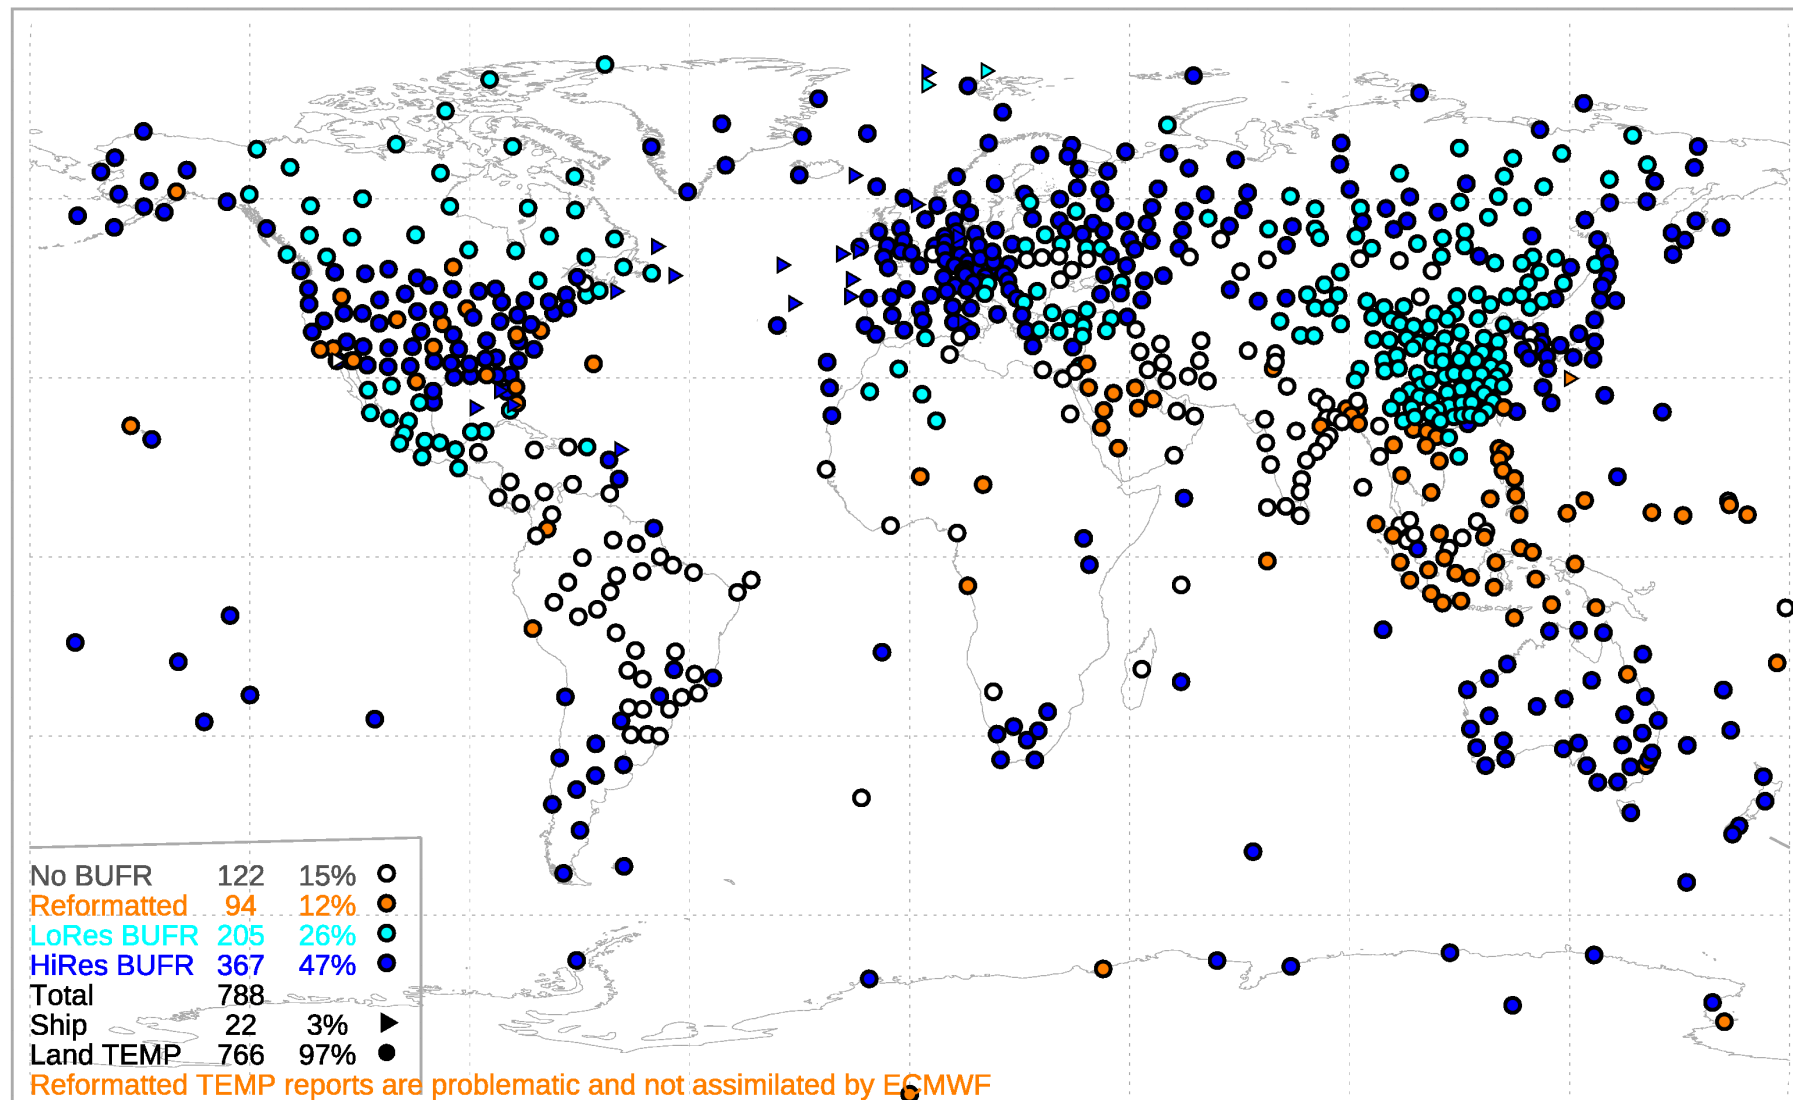 No BUFR 122 15%
Reformatted 94 12%
LoRes BUFR 205 26%
HiRes BUFR 367 47%
Total 788
Ship 22 3%
Land TEMP 766 97%
Reformatted TEMP reports are problematic and not assimilated by ECMWF